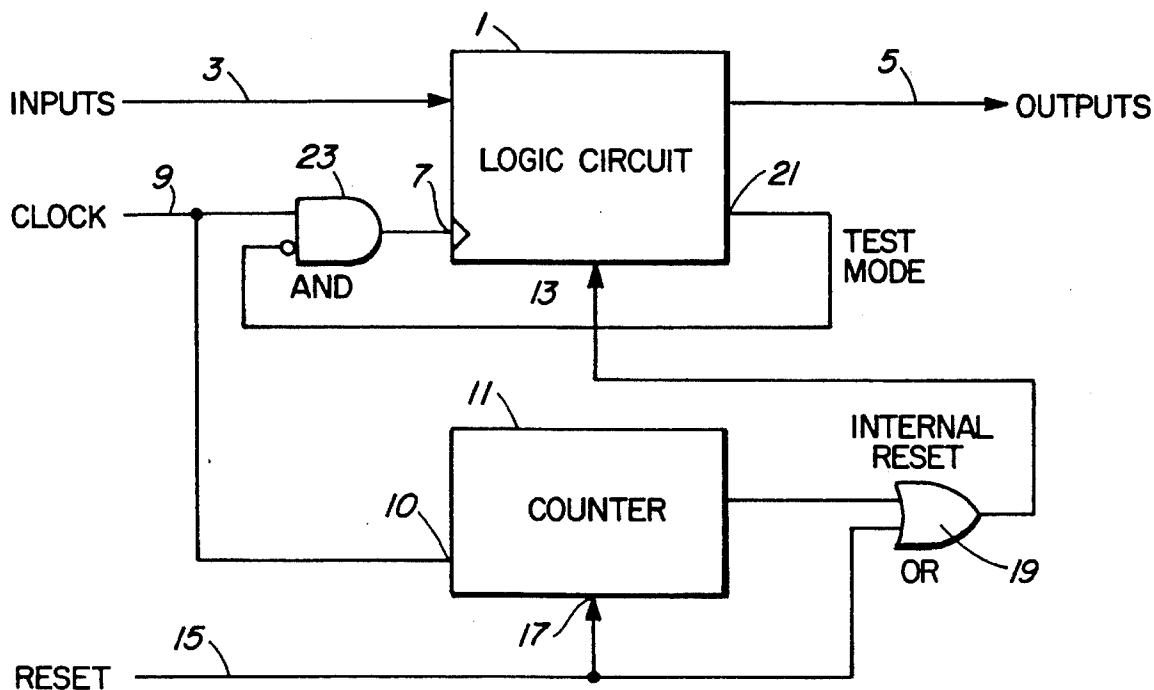 1
3
5
INPUTS
OUTPUTS
LOGIC CIRCUIT
23
7
21
9
CLOCK
TEST
MODE
AND
13
11
INTERNAL
RESET
10
COUNTER
OR
19
17
15
RESET